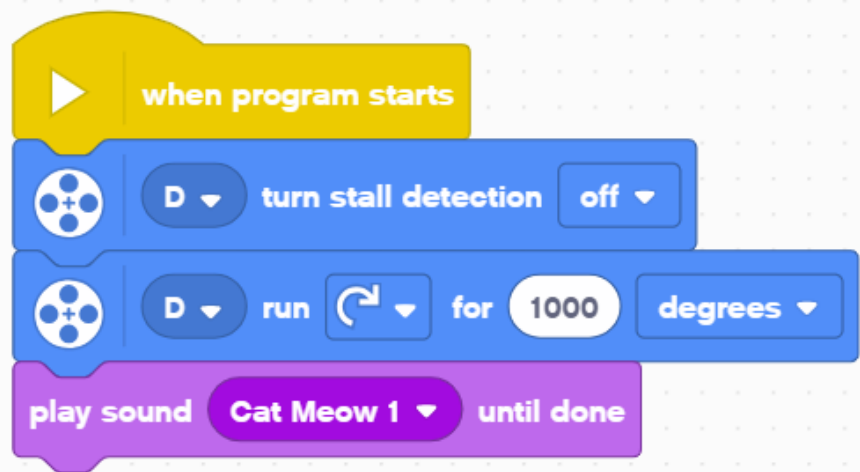 when program starts
D turn stall detection off
D run for 1000 degrees
play sound Cat Meow 1 until done